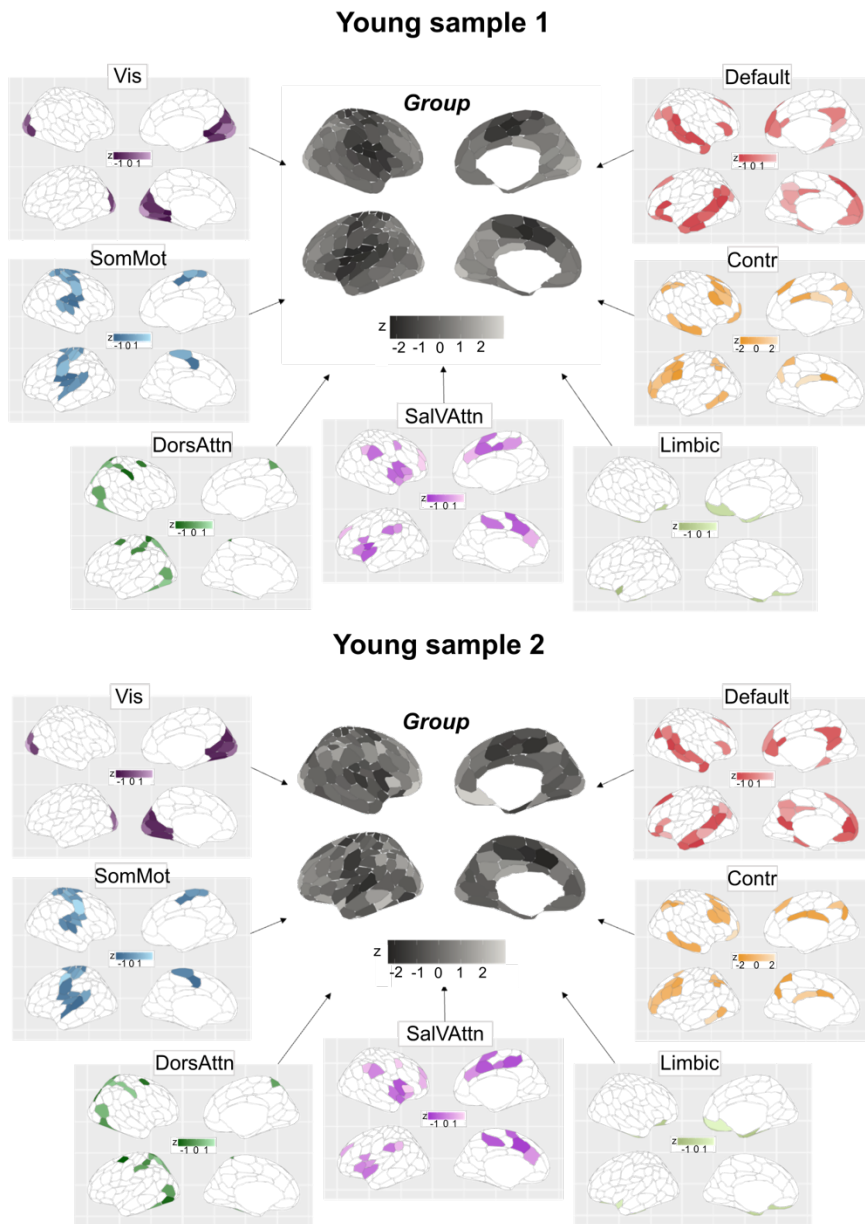 Young sample 1
Vis
Group
Default
z
-1 0 1
z
-1 0 1
SomMot
Contr
z
-1 0 1
z
-2 -1 0 1 2
z
-2 0 2
DorsAttn
SalVAttn
Limbic
z
-1 0 1
z
-1 0 1
z
-1 0 1
Young sample 2
Vis
Group
Default
z
-1 0 1
z
-1 0 1
SomMot
Contr
z
-1 0 1
z
-2 -1 0 1 2
z
-2 0 2
DorsAttn
SalVAttn
Limbic
z
-1 0 1
z
-1 0 1
z
-1 0 1